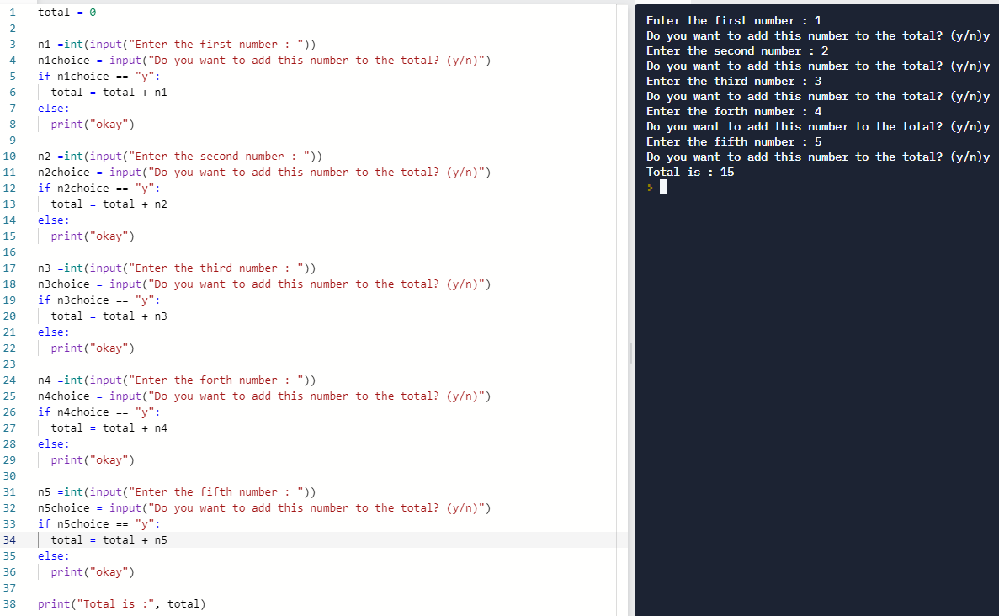 1 total = 0
2
3 n1 =int(input("Enter the first number : "))
4 n1choice = input("Do you want to add this number to the total? (y/n)")
5 if n1choice == "y":
6 total = total + n1
7 else:
8 print("okay")
9
10 n2 =int(input("Enter the second number : "))
11 n2choice = input("Do you want to add this number to the total? (y/n)")
12 if n2choice == "y":
13 total = total + n2
14 else:
15 print("okay")
16
17 n3 =int(input("Enter the third number : "))
18 n3choice = input("Do you want to add this number to the total? (y/n)")
19 if n3choice == "y":
20 total = total + n3
21 else:
22 print("okay")
23
24 n4 =int(input("Enter the forth number : "))
25 n4choice = input("Do you want to add this number to the total? (y/n)")
26 if n4choice == "y":
27 total = total + n4
28 else:
29 print("okay")
30
31 n5 =int(input("Enter the fifth number : "))
32 n5choice = input("Do you want to add this number to the total? (y/n)")
33 if n5choice == "y":
34 total = total + n5
35 else:
36 print("okay")
37
38 print("Total is :", total)
Enter the first number : 1
Do you want to add this number to the total? (y/n)y
Enter the second number : 2
Do you want to add this number to the total? (y/n)y
Enter the third number : 3
Do you want to add this number to the total? (y/n)y
Enter the forth number : 4
Do you want to add this number to the total? (y/n)y
Enter the fifth number : 5
Do you want to add this number to the total? (y/n)y
Total is : 15